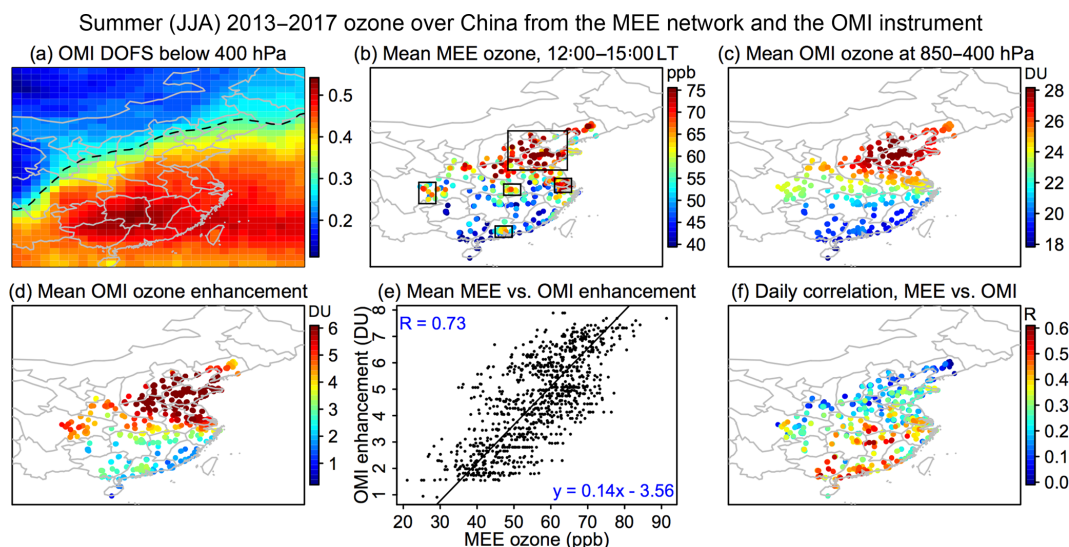 Summer (JJA) 2013–2017 ozone over China from the MEE network and the OMI instrument
(a) OMI DOFS below 400 hPa
0.5
0.4
0.3
0.2
(b) Mean MEE ozone, 12:00–15:00 LT
ppb
75
70
65
60
55
50
45
40
(c) Mean OMI ozone at 850–400 hPa
DU
28
26
24
22
20
18
(d) Mean OMI ozone enhancement
DU
6
5
4
3
2
1
(e) Mean MEE vs. OMI enhancement
OMI enhancement (DU)
8
7
6
5
4
3
2
1
R = 0.73
y = 0.14x - 3.56
20 30 40 50 60 70 80 90
MEE ozone (ppb)
(f) Daily correlation, MEE vs. OMI
R
0.6
0.5
0.4
0.3
0.2
0.1
0.0